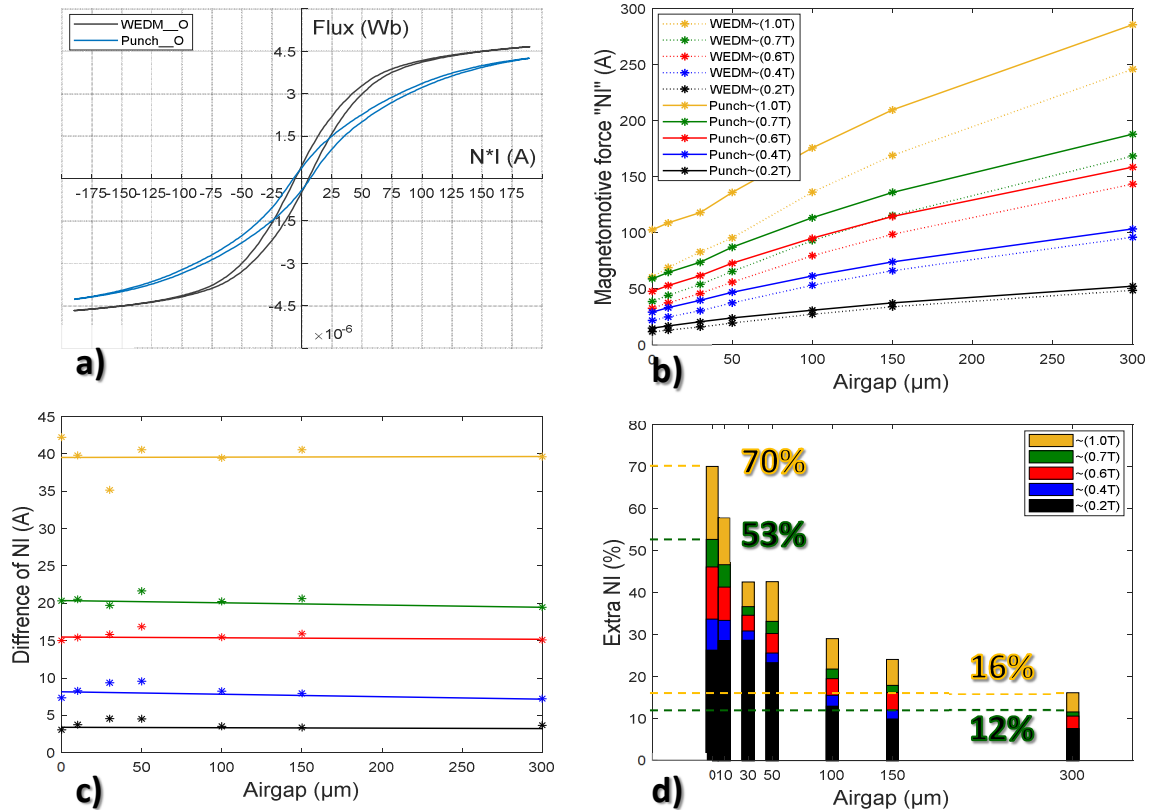 WEDM__O
Punch__O
Flux (Wb)
4.5
3
1.5
N*I (A)
-175
-150
-125
-100
-75
-50
-25
25
50
75
100
125
150
175
-1.5
-3
-4.5
×10⁻⁶
a)
300
250
200
150
100
50
0
Magnetomotive force "NI" (A)
WEDM~(1.0T)
WEDM~(0.7T)
WEDM~(0.6T)
WEDM~(0.4T)
WEDM~(0.2T)
Punch~(1.0T)
Punch~(0.7T)
Punch~(0.6T)
Punch~(0.4T)
Punch~(0.2T)
0 50 100 150 200 250 300
Airgap (µm)
b)
45
40
35
30
25
20
15
10
5
0
Diffrence of NI (A)
0 50 100 150 200 250 300
Airgap (µm)
c)
80
70
60
50
40
30
20
10
0
Extra NI (%)
~(1.0T)
~(0.7T)
~(0.6T)
~(0.4T)
~(0.2T)
70%
53%
16%
12%
0 10 30 50 100 150 300
Airgap (µm)
d)